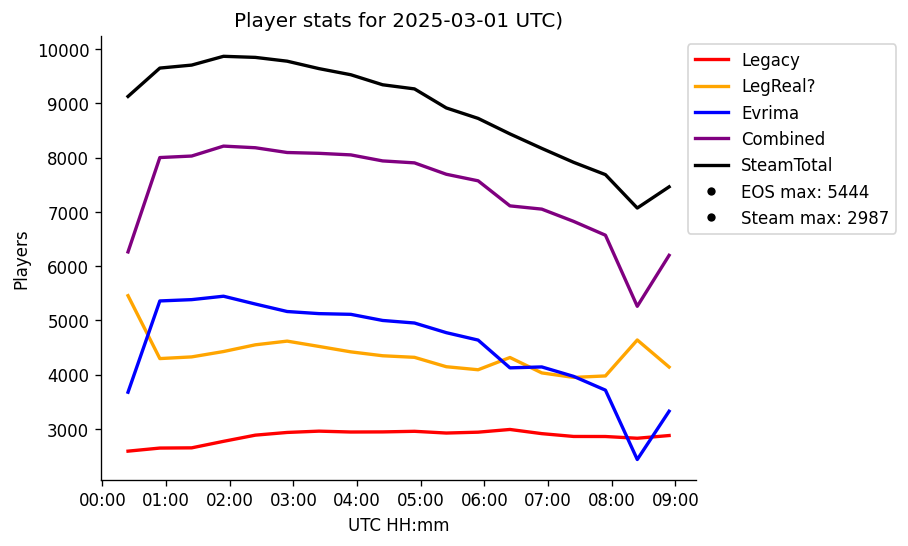 Player stats for 2025-03-01 UTC)
10000
9000
8000
7000
6000
5000
4000
3000
Players
00:00 01:00 02:00 03:00 04:00 05:00 06:00 07:00 08:00 09:00
UTC HH:mm
Legacy
LegReal?
Evrima
Combined
SteamTotal
EOS max: 5444
Steam max: 2987